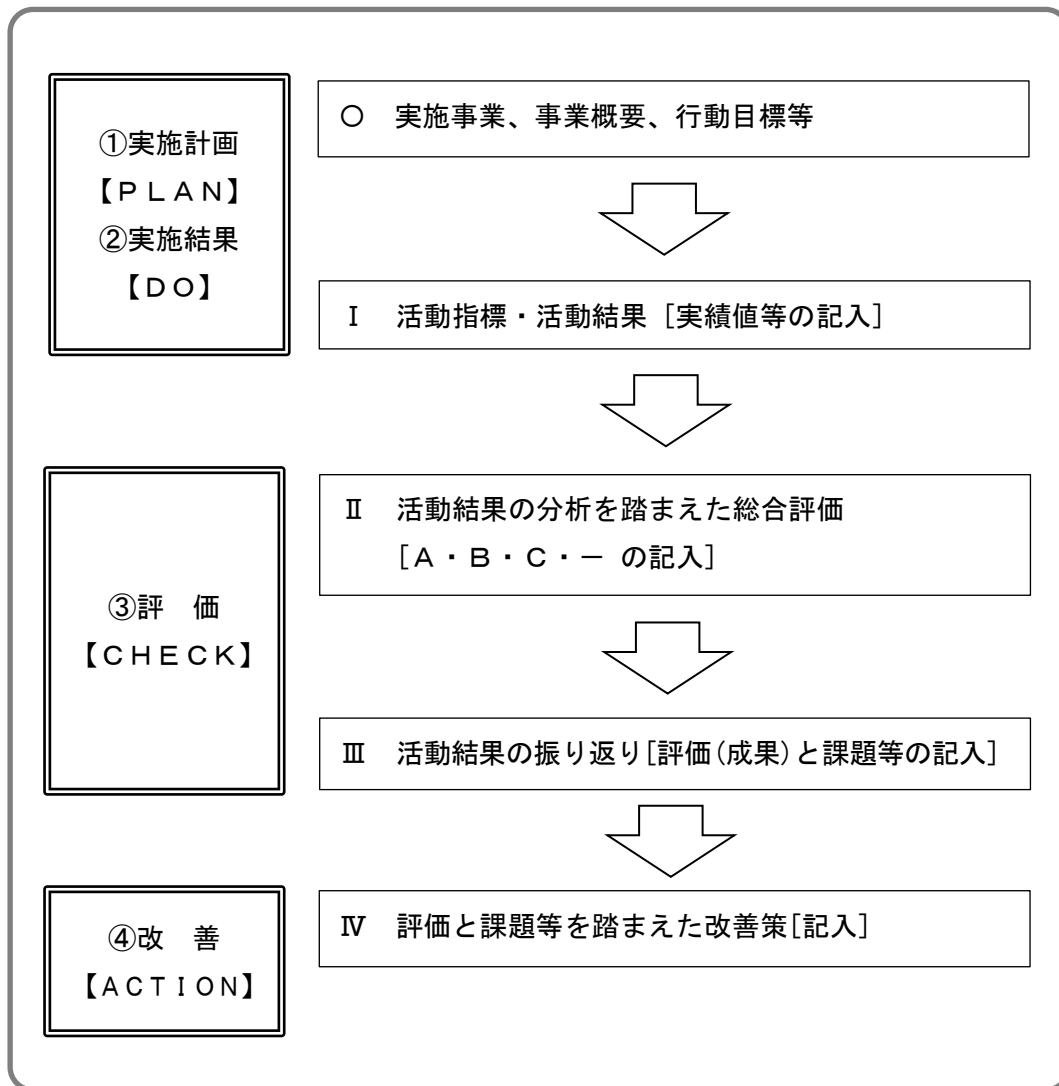 ①実施計画
【ＰＬＡＮ】
②実施結果
【ＤＯ】
○　実施事業、事業概要、行動目標等
Ⅰ　活動指標・活動結果［実績値等の記入］
③評　価
【ＣＨＥＣＫ】
Ⅱ　活動結果の分析を踏まえた総合評価
［Ａ・Ｂ・Ｃ・－ の記入］
Ⅲ　活動結果の振り返り[評価(成果)と課題等の記入]
④改　善
【ＡＣＴＩＯＮ】
Ⅳ　評価と課題等を踏まえた改善策[記入]